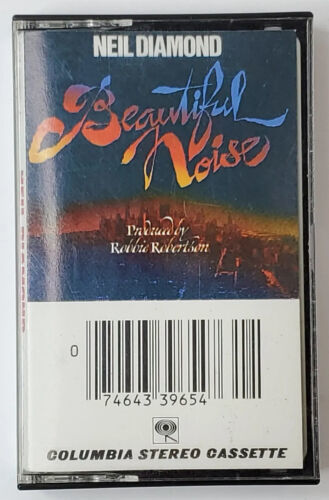 NEIL DIAMOND
Beautiful
Noise
Produced by
Robbie Robertson
0
74643 39654
COLUMBIA STEREO CASSETTE